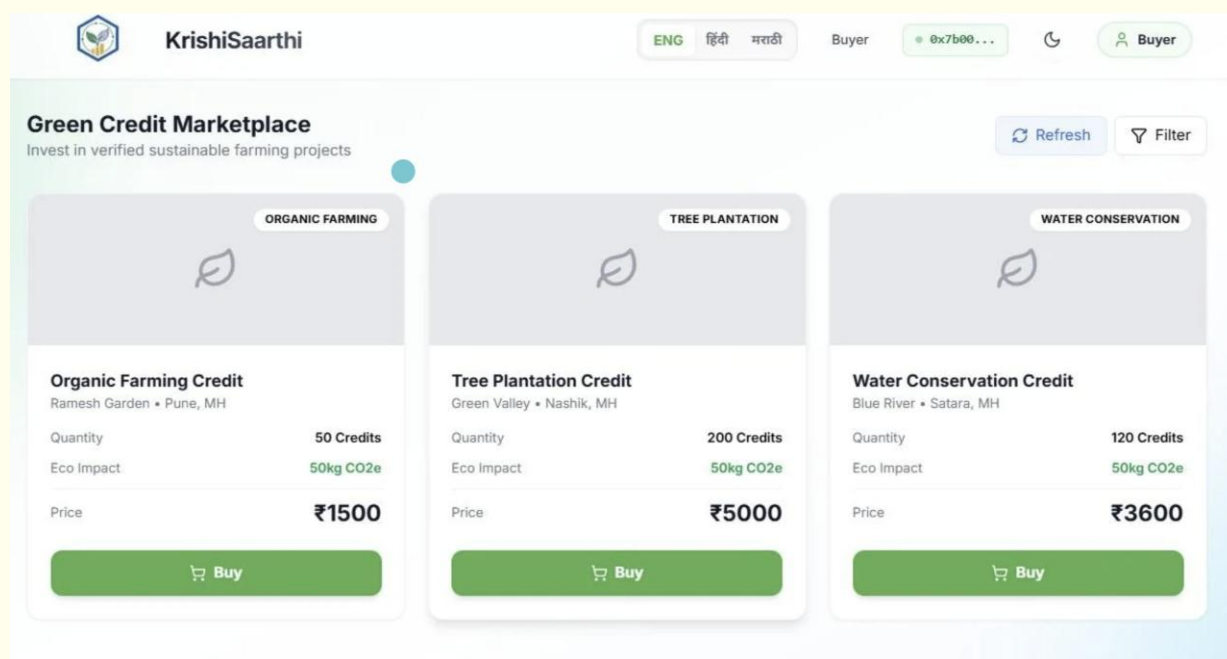 KrishiSaarthi
ENG हिंदी मराठी
Buyer
0x7b00...
Buyer
Green Credit Marketplace
Invest in verified sustainable farming projects
Refresh
Filter
ORGANIC FARMING
Organic Farming Credit
Ramesh Garden • Pune, MH
Quantity 50 Credits
Eco Impact 50kg CO2e
Price ₹1500
Buy
TREE PLANTATION
Tree Plantation Credit
Green Valley • Nashik, MH
Quantity 200 Credits
Eco Impact 50kg CO2e
Price ₹5000
Buy
WATER CONSERVATION
Water Conservation Credit
Blue River • Satara, MH
Quantity 120 Credits
Eco Impact 50kg CO2e
Price ₹3600
Buy